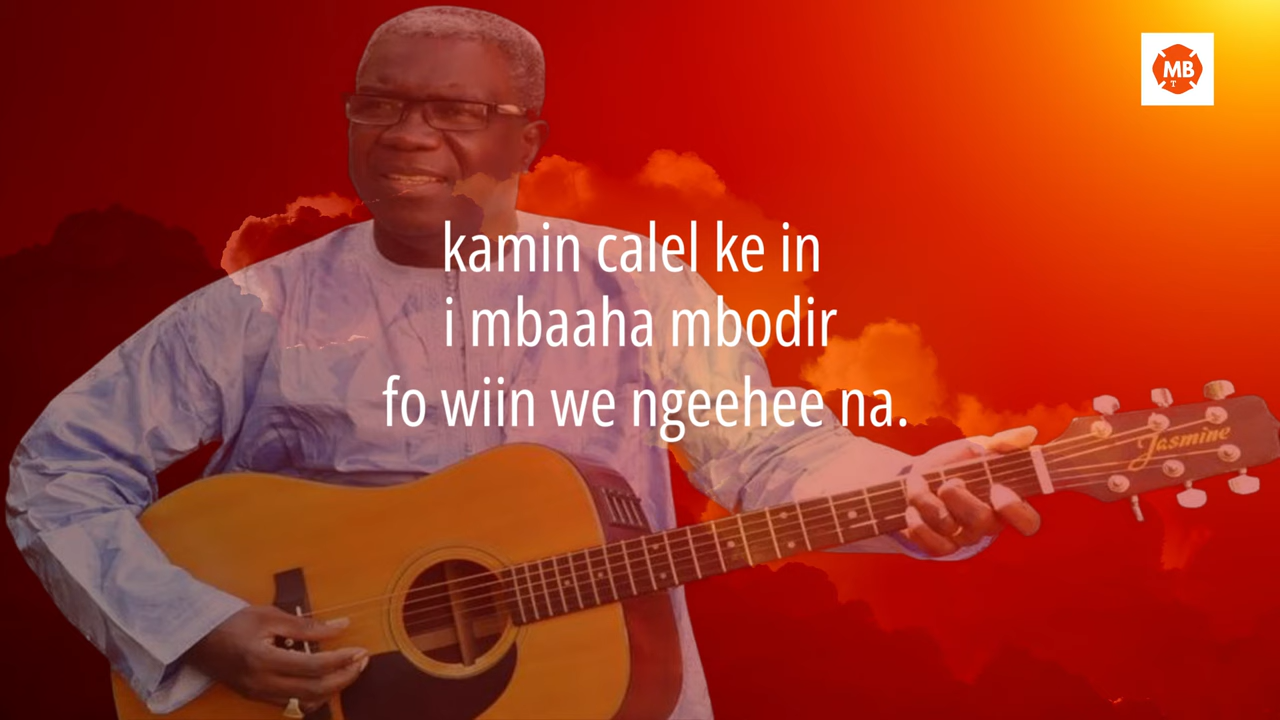 MB
T
kamin calel ke in
i mbaaha mbodir
fo wiin we ngeehee na.
Jasmine